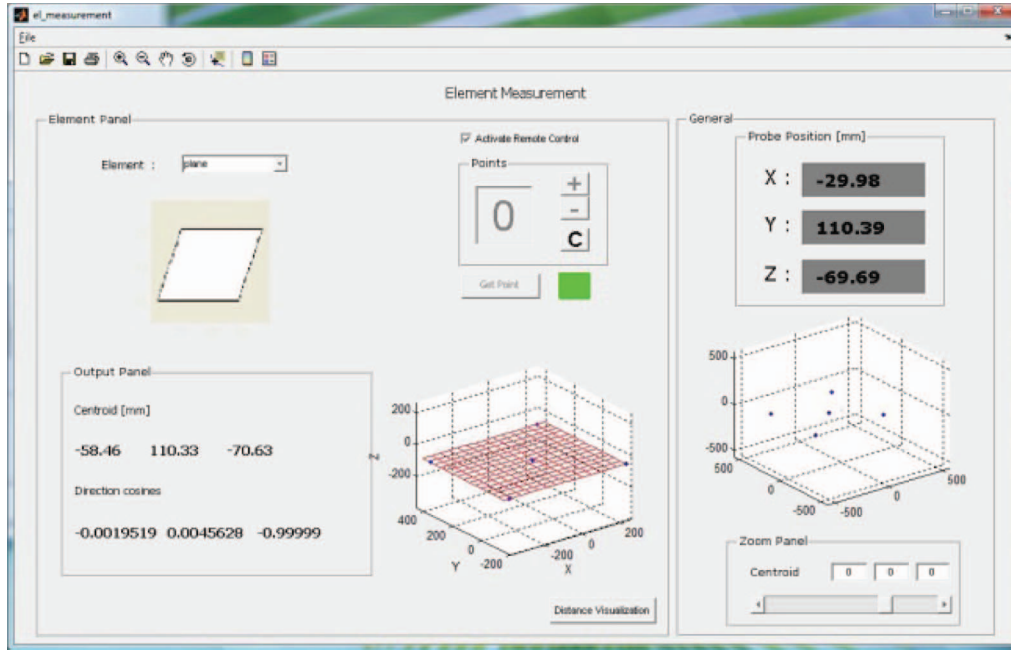 el_measurement
File
Element Measurement
Element Panel
Element :
plane
Activate Remote Control
Points
0
+
-
C
Get Point
Output Panel
Centroid [mm]
-58.46 110.33 -70.63
Direction cosines
-0.0019519 0.0045628 -0.99999
200
0
-200
Z
400
200
0
-200
Y
-200
0
200
X
Distance Visualization
General
Probe Position [mm]
X : -29.98
Y : 110.39
Z : -69.69
500
0
-500
500
0
-500
-500
0
500
Zoom Panel
Centroid 0 0 0